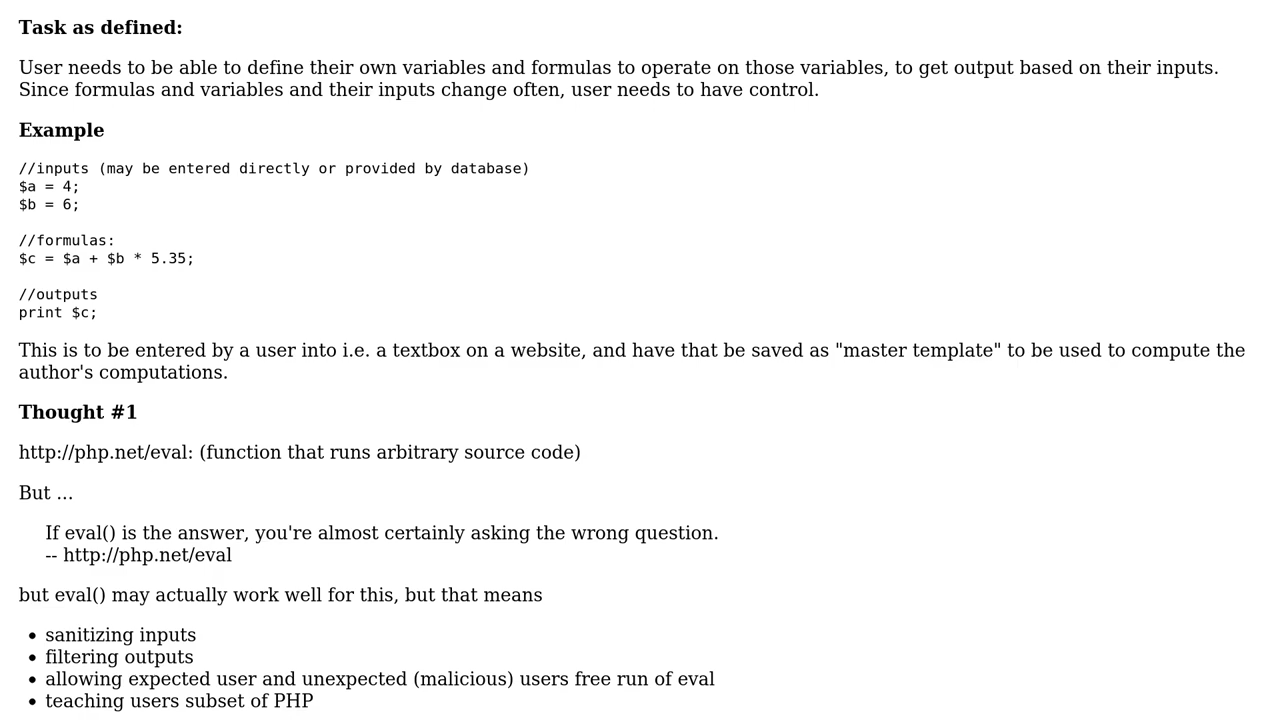 Task as defined:
User needs to be able to define their own variables and formulas to operate on those variables, to get output based on their inputs.
Since formulas and variables and their inputs change often, user needs to have control.
Example
//inputs (may be entered directly or provided by database)
$a = 4;
$b = 6;
//formulas:
$c = $a + $b * 5.35;
//outputs
print $c;
This is to be entered by a user into i.e. a textbox on a website, and have that be saved as "master template" to be used to compute the
author's computations.
Thought #1
http://php.net/eval: (function that runs arbitrary source code)
But ...
If eval() is the answer, you're almost certainly asking the wrong question.
-- http://php.net/eval
but eval() may actually work well for this, but that means
• sanitizing inputs
• filtering outputs
• allowing expected user and unexpected (malicious) users free run of eval
• teaching users subset of PHP